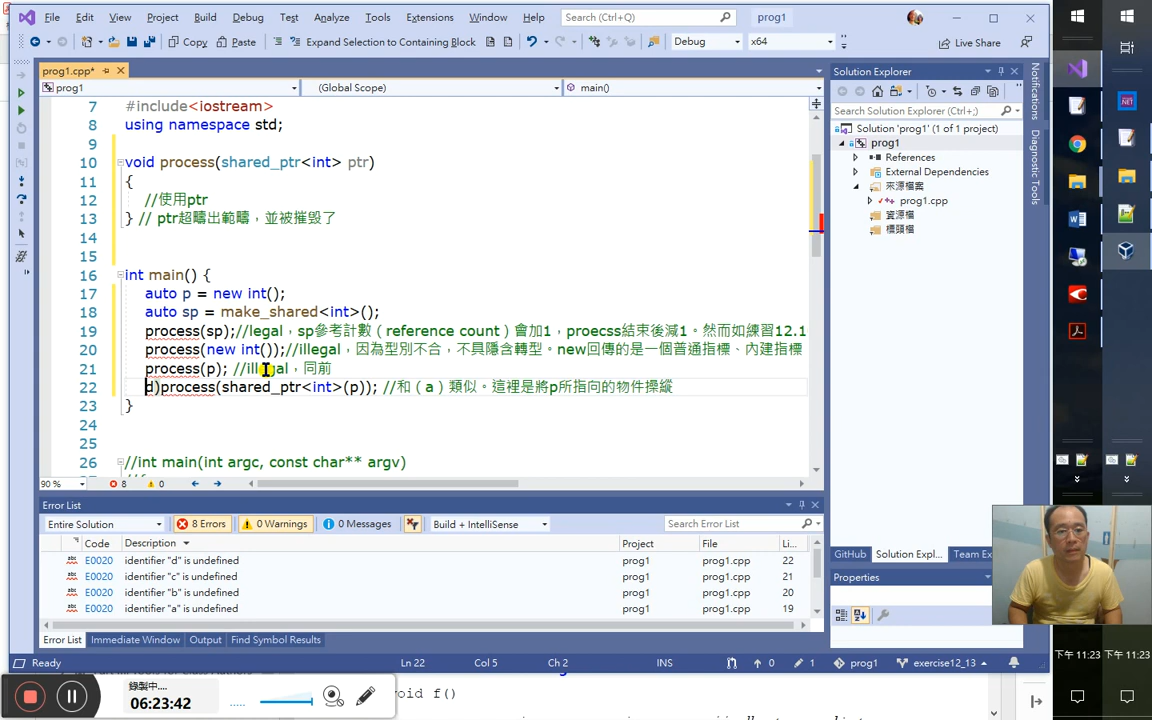 File Edit View Project Build Debug Test Analyze Tools Extensions Window Help Search (Ctrl+Q) prog1
Copy Paste Expand Selection to Containing Block Debug x64 Live Share
prog1.cpp*
prog1 (Global Scope) main()
7 #include<iostream>
8 using namespace std;
9
10 void process(shared_ptr<int> ptr)
11 {
12 //使用ptr
13 } // ptr超疇出範疇，並被摧毀了
14
15
16 int main() {
17 auto p = new int();
18 auto sp = make_shared<int>();
19 process(sp);//legal，sp參考計數（reference count）會加1，proecss結束後減1。然而如練習12.1
20 process(new int());//illegal，因為型別不合，不具隱含轉型。new回傳的是一個普通指標、內建指標
21 process(p); //illegal，同前
22 d)process(shared_ptr<int>(p)); //和（a）類似。這裡是將p所指向的物件操縱
23 }
24
25
26 //int main(int argc, const char** argv)
90 % 8 0
Error List
Entire Solution 8 Errors 0 Warnings 0 Messages Build + IntelliSense Search Error List
Code Description Project File Li...
E0020 identifier "d" is undefined prog1 prog1.cpp 22
E0020 identifier "c" is undefined prog1 prog1.cpp 21
E0020 identifier "b" is undefined prog1 prog1.cpp 20
E0020 identifier "a" is undefined prog1 prog1.cpp 19
Error List Immediate Window Output Find Symbol Results
Ready Ln 22 Col 5 Ch 2 INS 0 1 prog1 exercise12_13
Solution Explorer
Search Solution Explorer (Ctrl+;)
Solution 'prog1' (1 of 1 project)
prog1
References
External Dependencies
來源檔案
prog1.cpp
資源檔
標頭檔
GitHub Solution Expl... Team Ex
Properties
Notifications
Diagnostic Tools
錄製中....
06:23:42
void f()
下午 11:23 下午 11:23